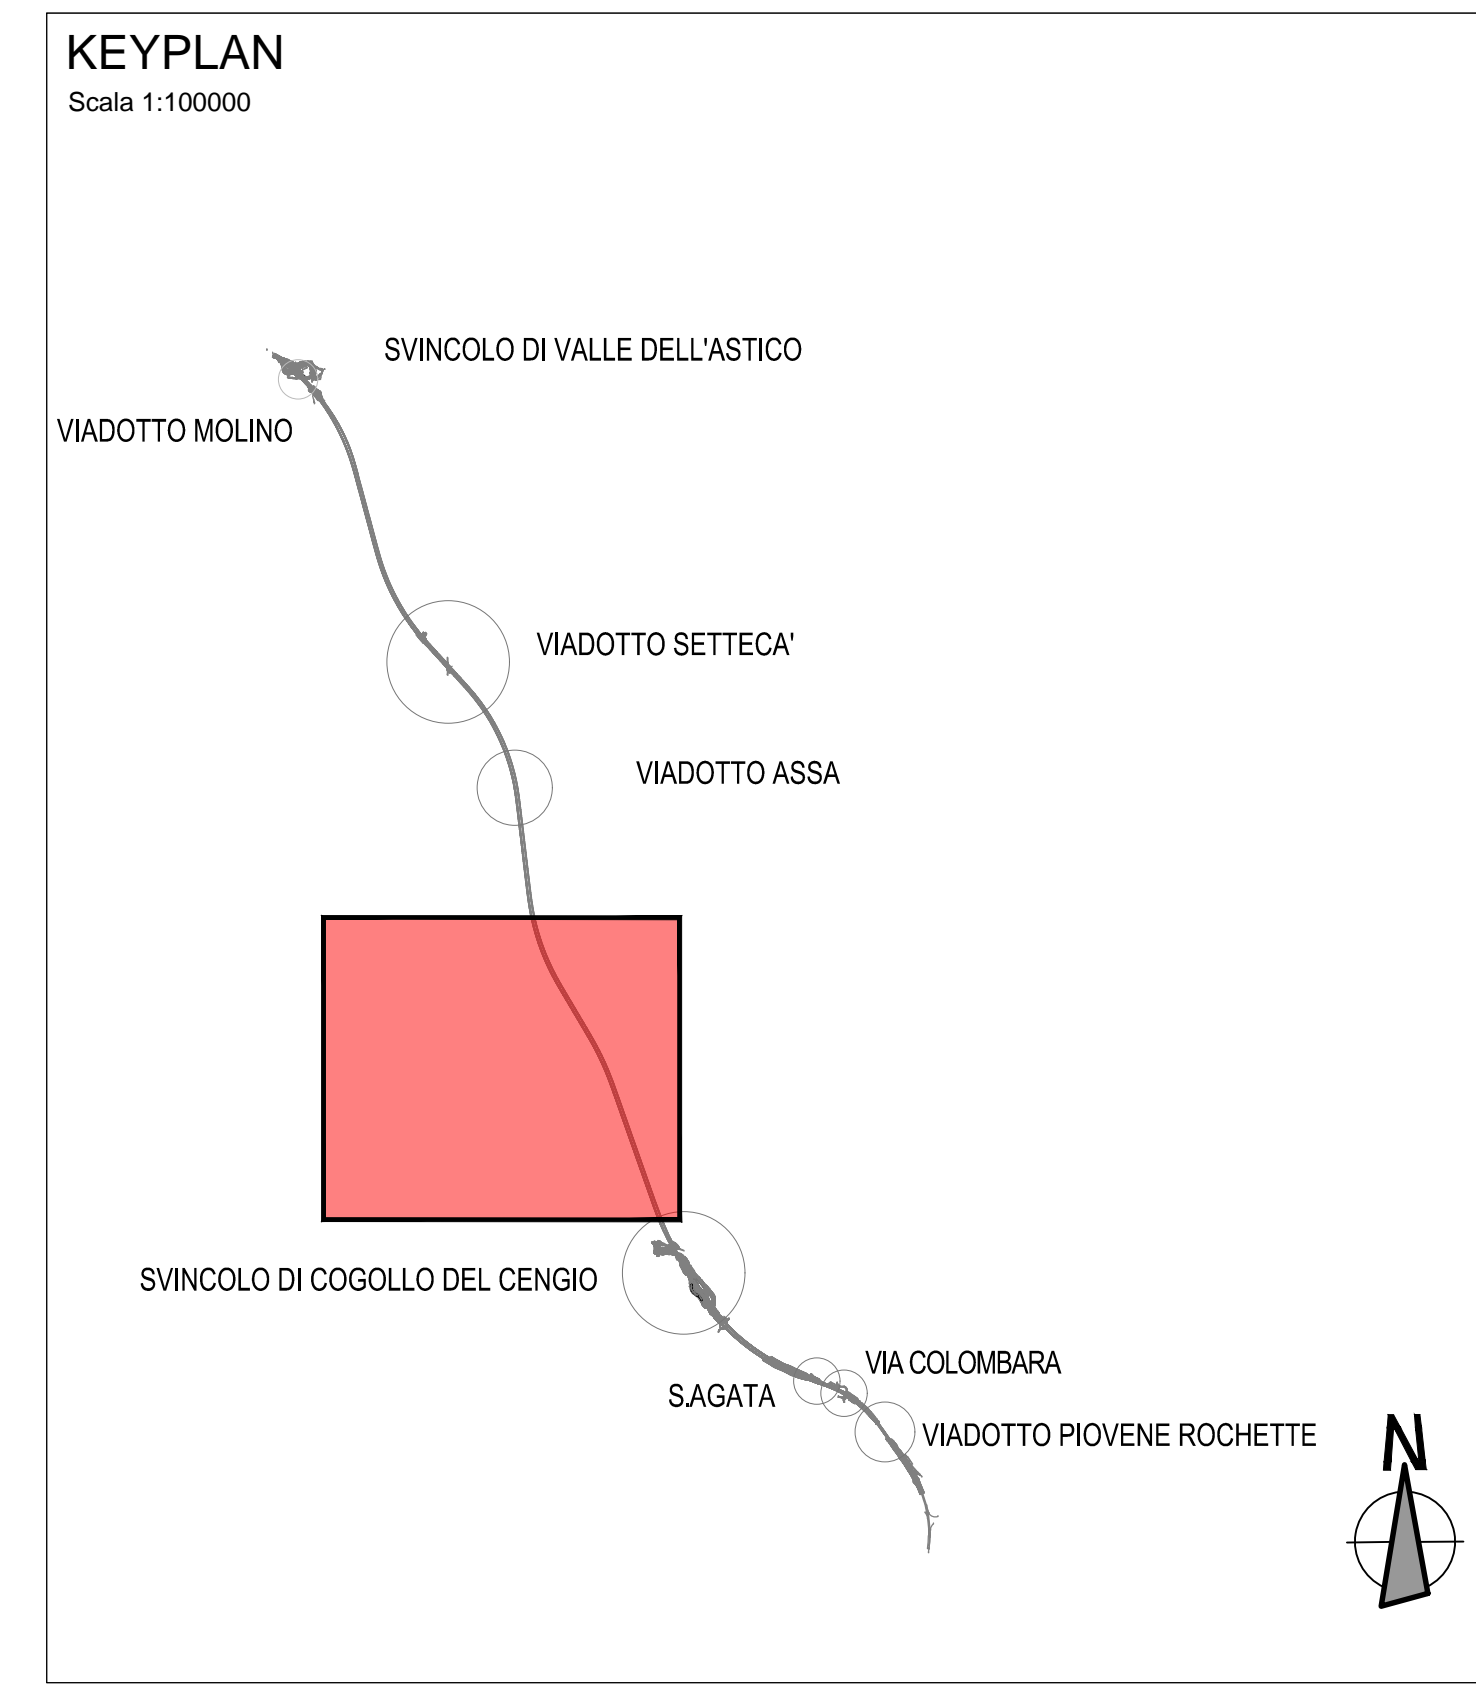 KEYPLAN
Scala 1:100000
SVINCOLO DI VALLE DELL'ASTICO
VIADOTTO MOLINO
VIADOTTO SETTECA'
VIADOTTO ASSA
SVINCOLO DI COGOLLO DEL CENGIO
VIA COLOMBARA
S.AGATA
VIADOTTO PIOVENE ROCHETTE
N